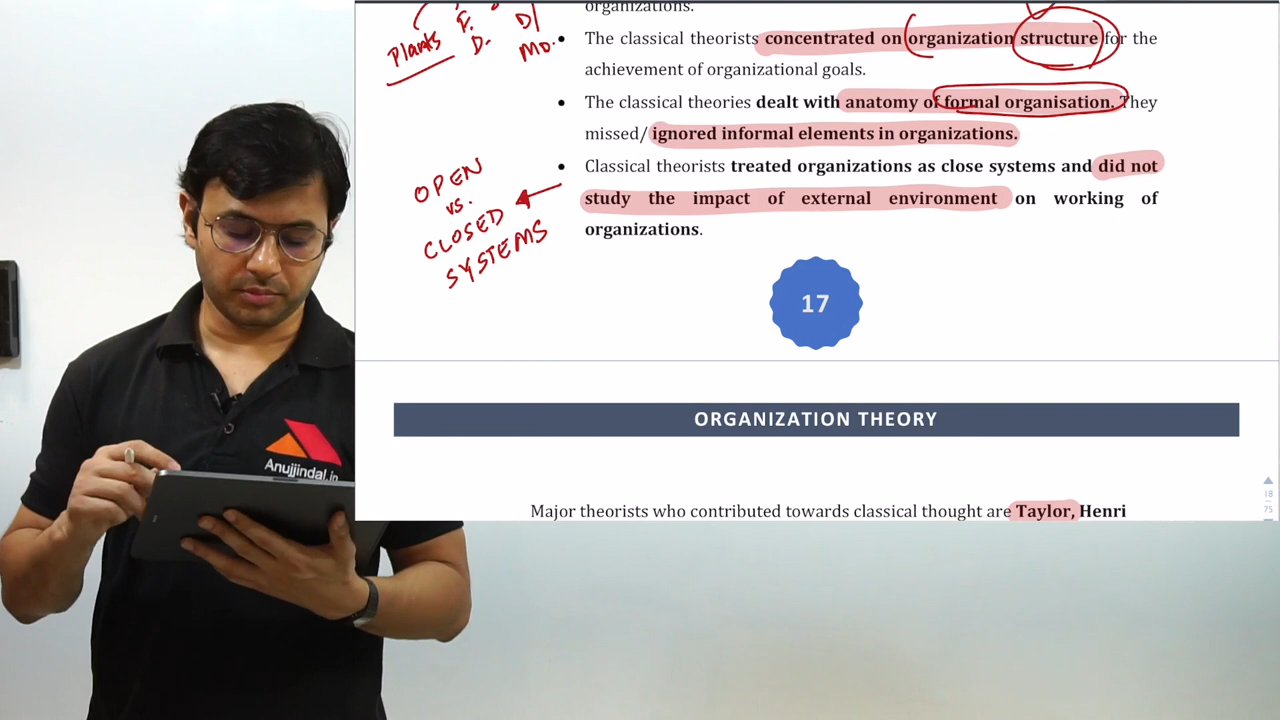 organizations.
Plants F. D/
D. Mo.
• The classical theorists concentrated on organization structure for the
achievement of organizational goals.
• The classical theories dealt with anatomy of formal organisation. They
missed/ ignored informal elements in organizations.
• Classical theorists treated organizations as close systems and did not
study the impact of external environment on working of
organizations.
OPEN
vs.
CLOSED
SYSTEMS
17
ORGANIZATION THEORY
Major theorists who contributed towards classical thought are Taylor, Henri
18
75
Anujjindal.in